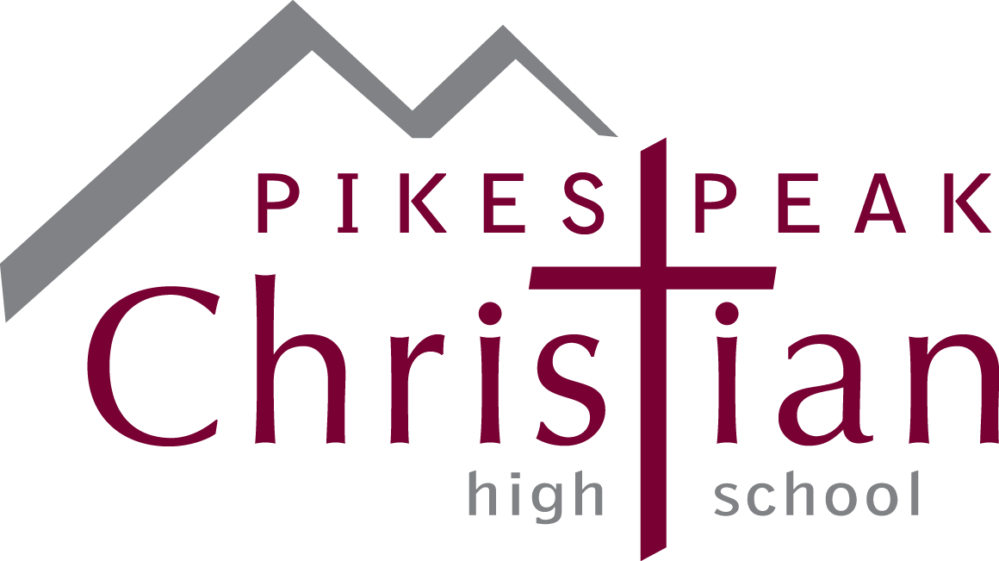 PIKES PEAK
Christian
high school